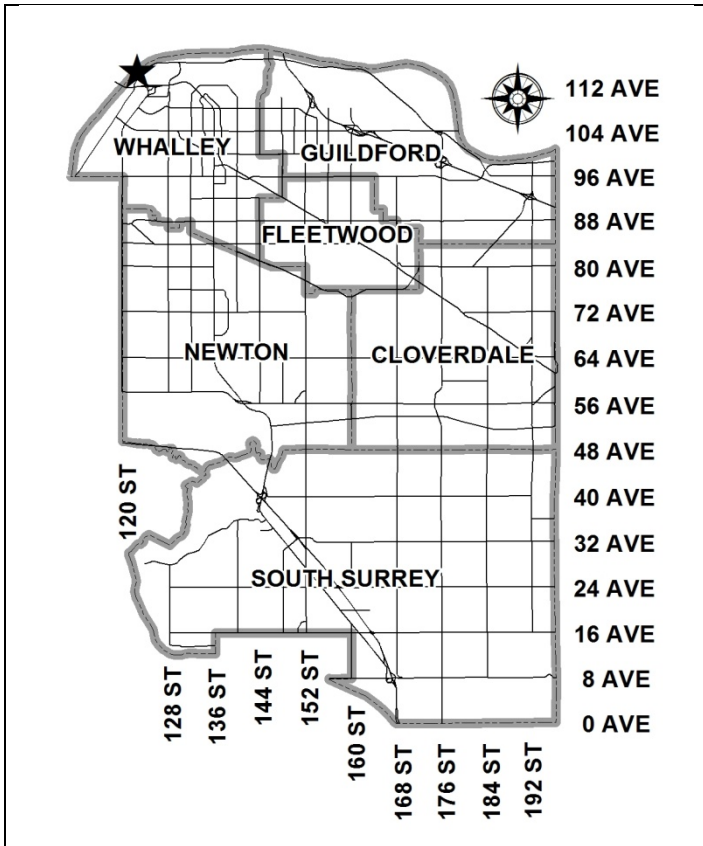 112 AVE
104 AVE
WHALLEY
GUILDFORD
96 AVE
88 AVE
FLEETWOOD
80 AVE
72 AVE
NEWTON
CLOVERDALE
64 AVE
56 AVE
48 AVE
120 ST
40 AVE
32 AVE
SOUTH SURREY
24 AVE
16 AVE
8 AVE
0 AVE
128 ST
136 ST
144 ST
152 ST
160 ST
168 ST
176 ST
184 ST
192 ST